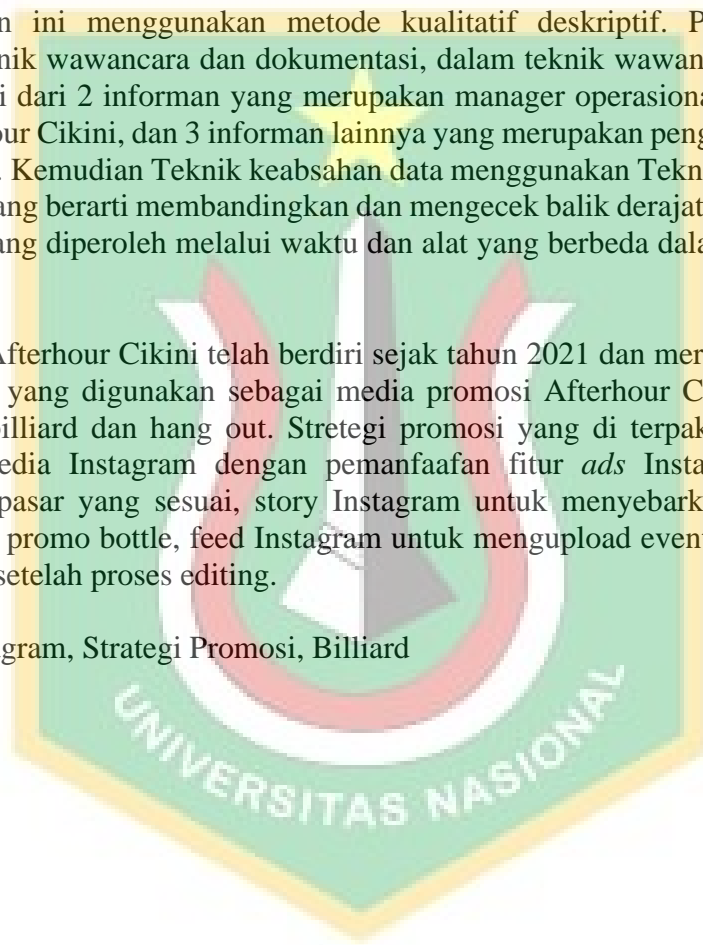 n ini menggunakan metode kualitatif deskriptif. P
nik wawancara dan dokumentasi, dalam teknik wawan
i dari 2 informan yang merupakan manager operasiona
our Cikini, dan 3 informan lainnya yang merupakan peng
. Kemudian Teknik keabsahan data menggunakan Tekn
ang berarti membandingkan dan mengecek balik derajat
ang diperoleh melalui waktu dan alat yang berbeda dala
Afterhour Cikini telah berdiri sejak tahun 2021 dan mer
yang digunakan sebagai media promosi Afterhour C
billiard dan hang out. Stretegi promosi yang di terpak
edia Instagram dengan pemanfaafan fitur ads Insta
pasar yang sesuai, story Instagram untuk menyebark
promo bottle, feed Instagram untuk mengupload even
setelah proses editing.
gram, Strategi Promosi, Billiard
UNIVERSITAS NASIONAL